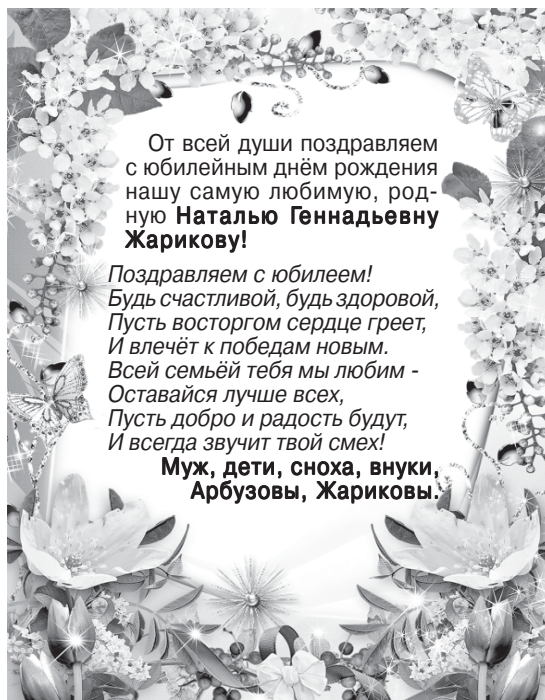 От всей души поздравляем
с юбилейным днём рождения
нашу самую любимую, род-
ную Наталью Геннадьевну
Жарикову!
Поздравляем с юбилеем!
Будь счастливой, будь здоровой,
Пусть восторгом сердце греет,
И влечёт к победам новым.
Всей семьёй тебя мы любим -
Оставайся лучше всех,
Пусть добро и радость будут,
И всегда звучит твой смех!
Муж, дети, сноха, внуки,
Арбузовы, Жариковы.